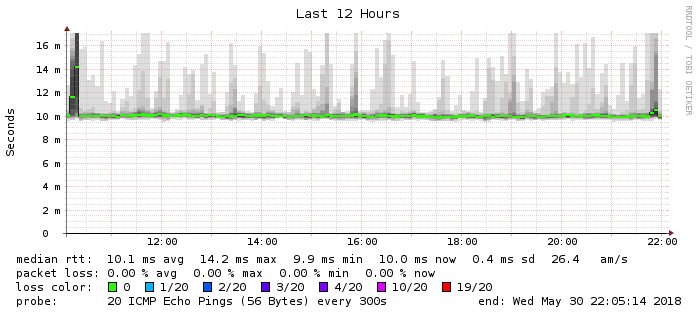 Last 12 Hours
RRDTOOL / TOBI OETIKER
Seconds
16 m
14 m
12 m
10 m
8 m
6 m
4 m
2 m
0
12:00 14:00 16:00 18:00 20:00 22:00
median rtt: 10.1 ms avg 14.2 ms max 9.9 ms min 10.0 ms now 0.4 ms sd 26.4 am/s
packet loss: 0.00 % avg 0.00 % max 0.00 % min 0.00 % now
loss color: 0 1/20 2/20 3/20 4/20 10/20 19/20
probe: 20 ICMP Echo Pings (56 Bytes) every 300s end: Wed May 30 22:05:14 2018